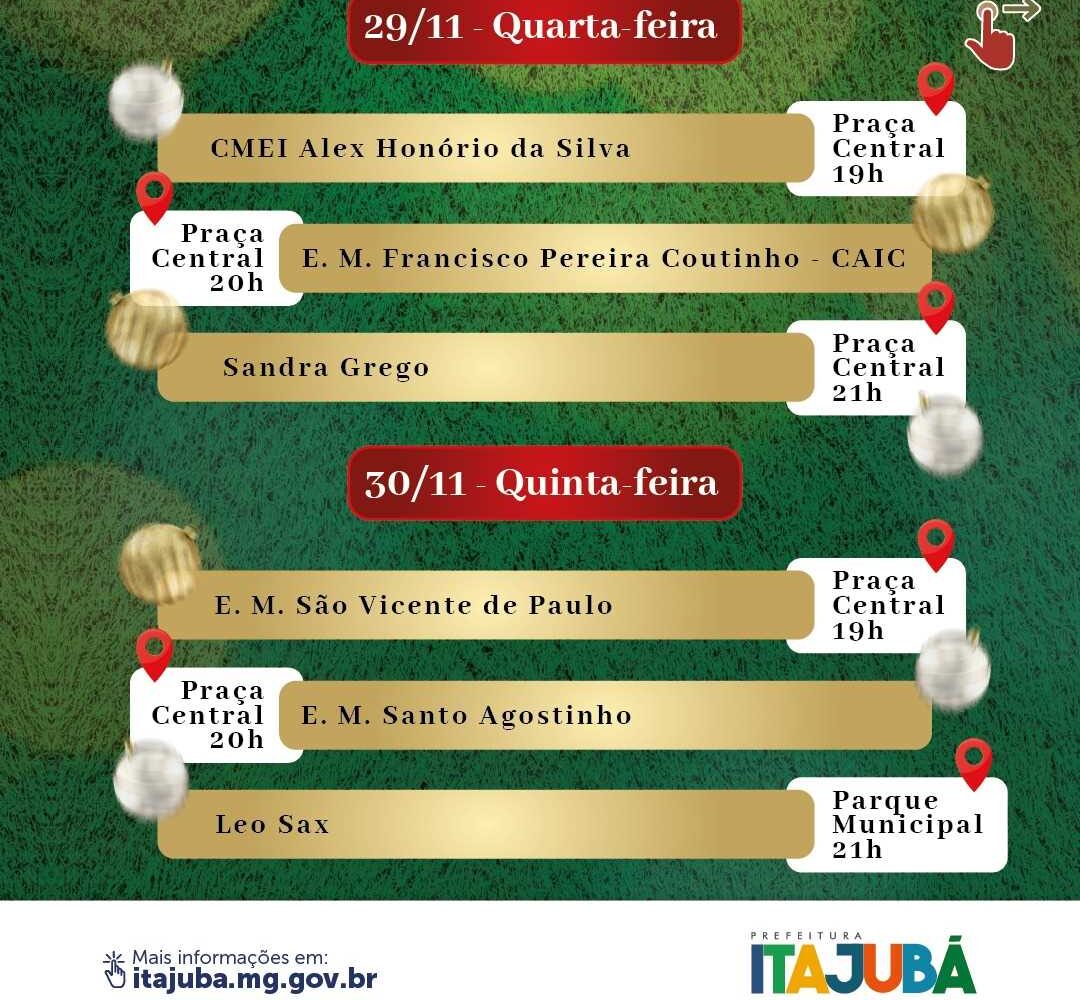 29/11 - Quarta-feira
CMEI Alex Honório da Silva
Praça
Central
19h
Praça
Central
20h
E. M. Francisco Pereira Coutinho - CAIC
Sandra Grego
Praça
Central
21h
30/11 - Quinta-feira
E. M. São Vicente de Paulo
Praça
Central
19h
Praça
Central
20h
E. M. Santo Agostinho
Leo Sax
Parque
Municipal
21h
Mais informações em:
itajuba.mg.gov.br
PREFEITURA
ITAJUBÁ